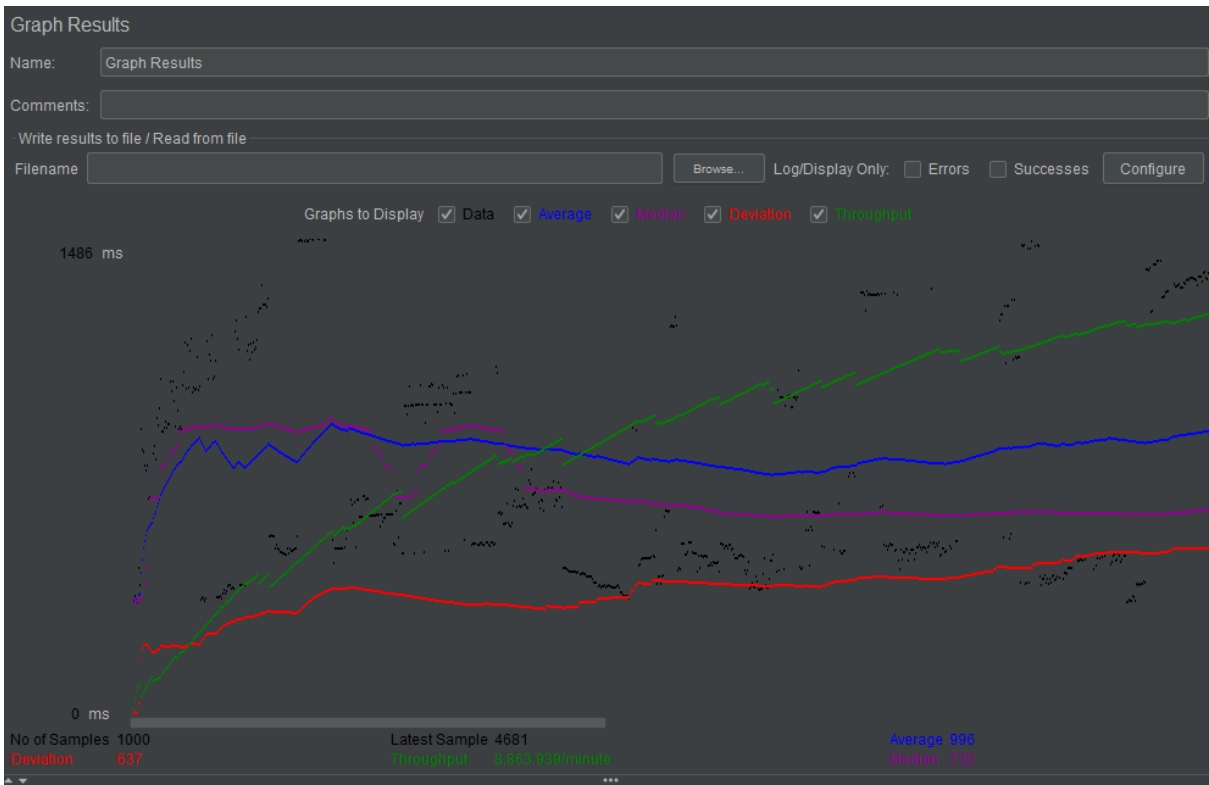 Graph Results
Name: Graph Results
Comments:
Write results to file / Read from file
Filename Browse... Log/Display Only: Errors Successes Configure
Graphs to Display Data Average Median Deviation Throughput
1486 ms
0 ms
No of Samples 1000 Latest Sample 4681 Average 996
Deviation 637 Throughput 8,863.939/minute Median 732